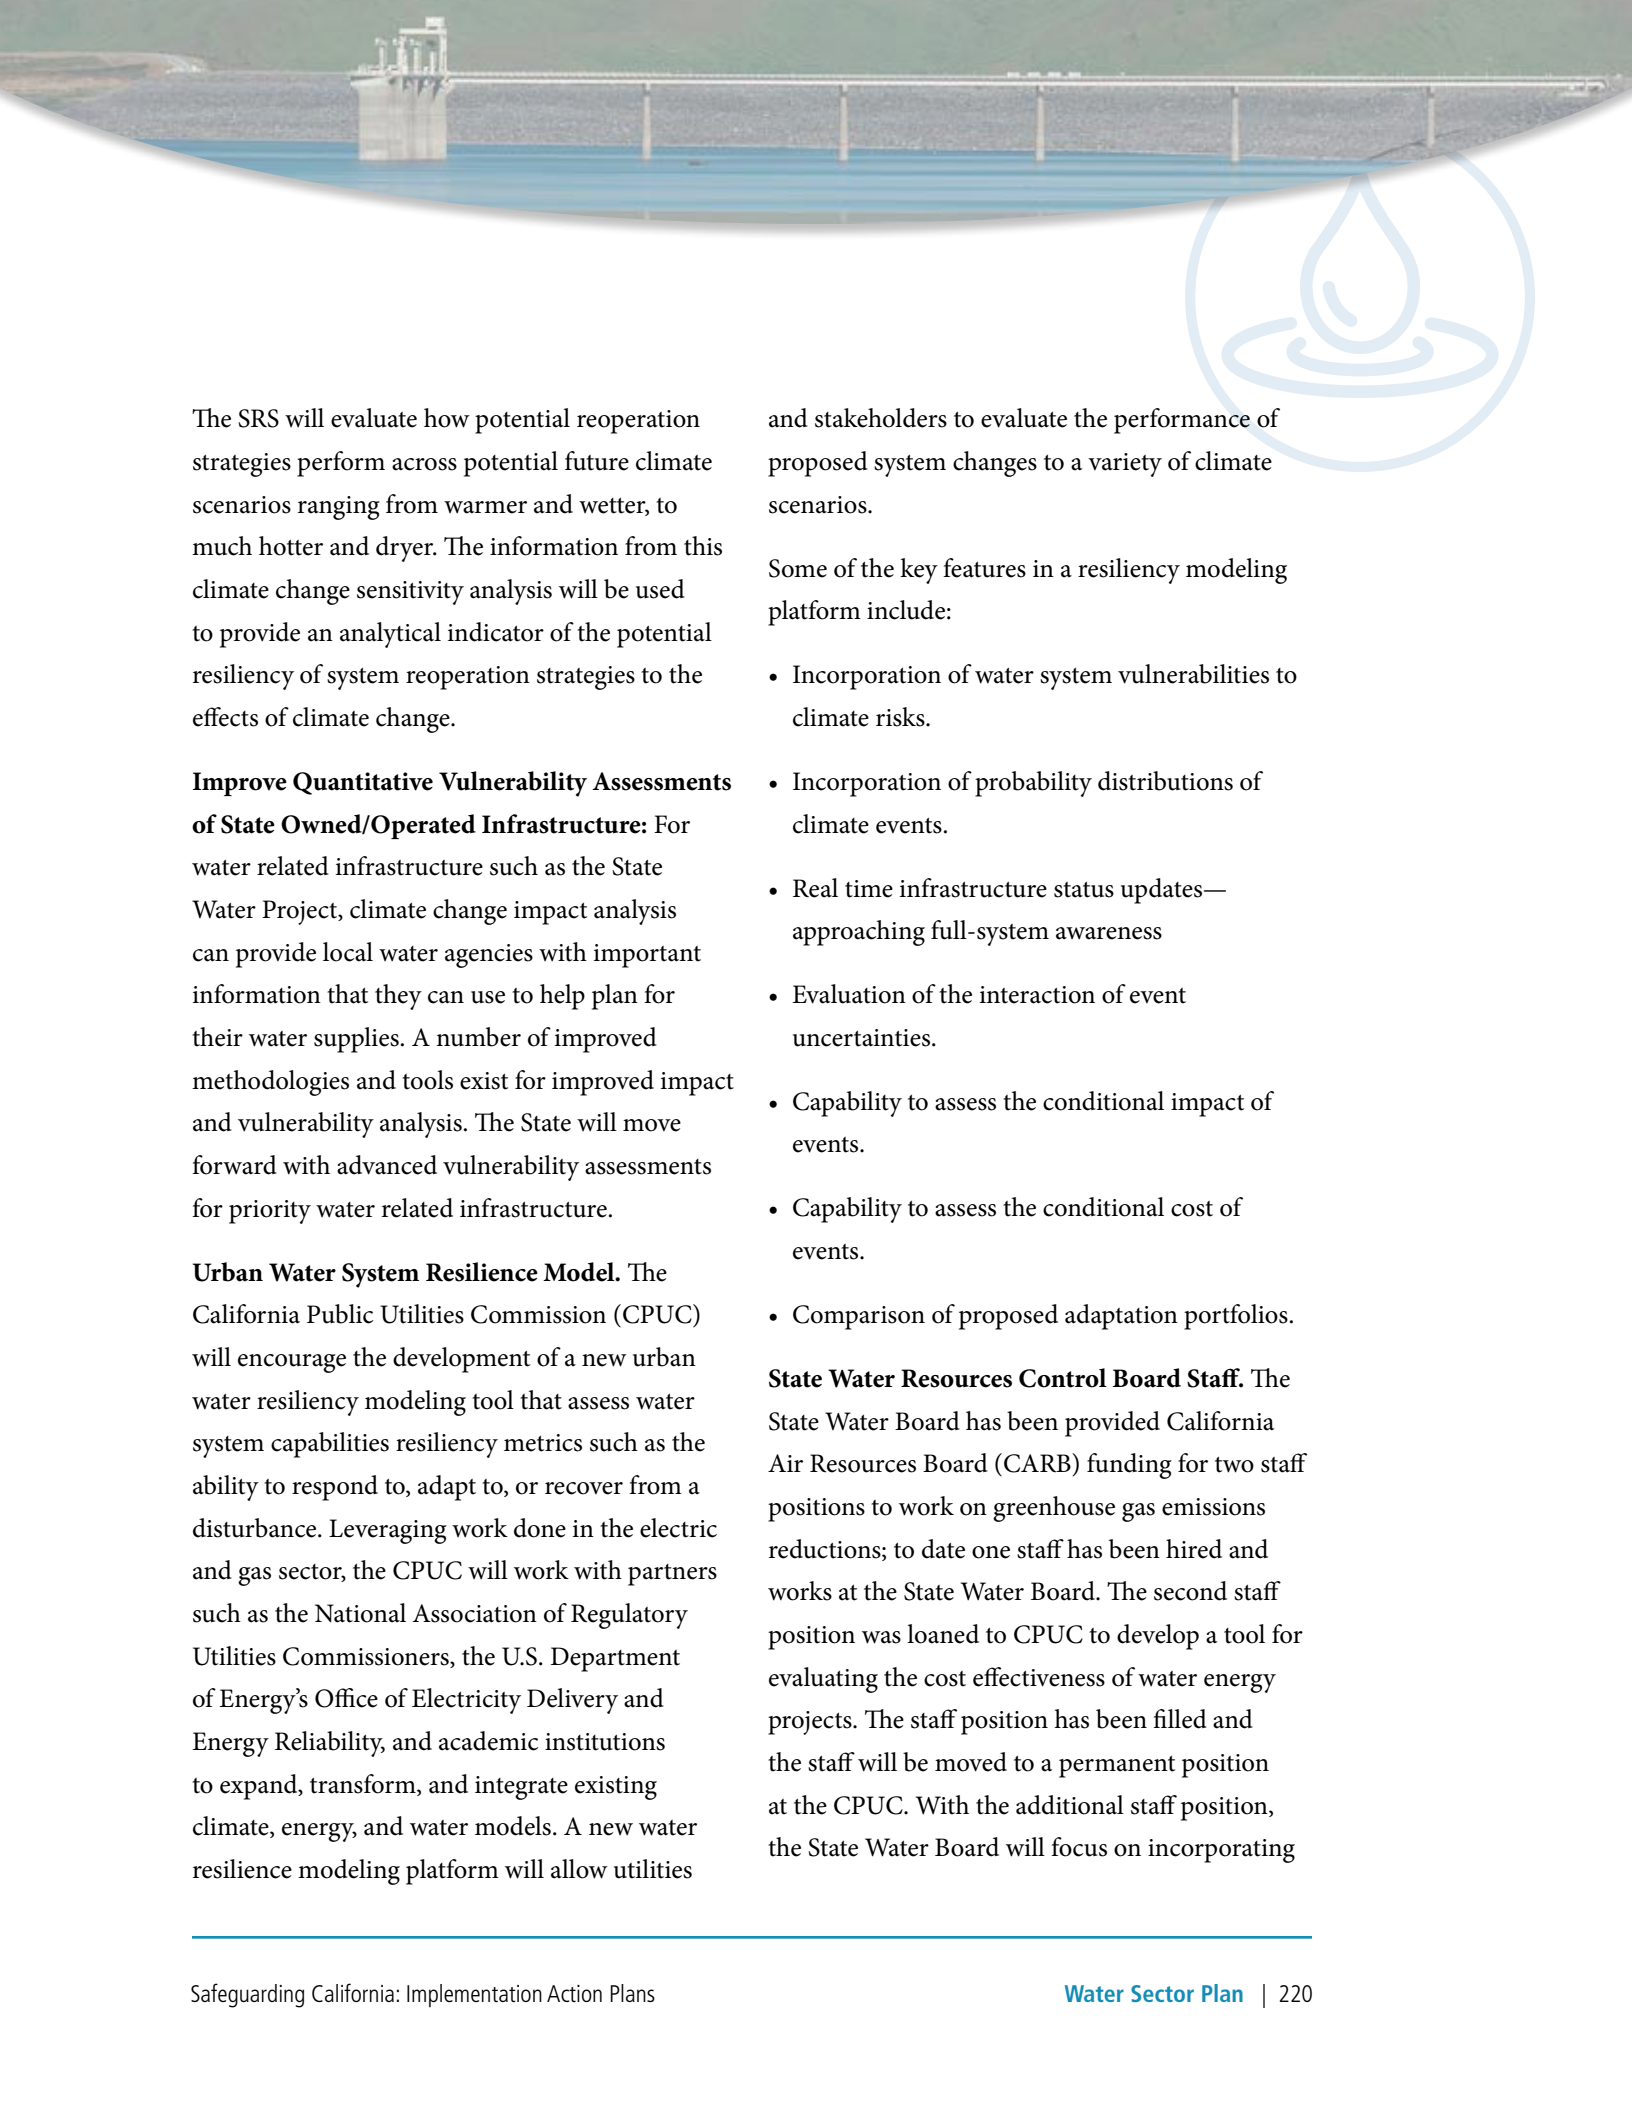 The SRS will evaluate how potential reoperation
strategies perform across potential future climate
scenarios ranging from warmer and wetter, to
much hotter and dryer. The information from this
climate change sensitivity analysis will be used
to provide an analytical indicator of the potential
resiliency of system reoperation strategies to the
effects of climate change.
Improve Quantitative Vulnerability Assessments
of State Owned/Operated Infrastructure: For
water related infrastructure such as the State
Water Project, climate change impact analysis
can provide local water agencies with important
information that they can use to help plan for
their water supplies. A number of improved
methodologies and tools exist for improved impact
and vulnerability analysis. The State will move
forward with advanced vulnerability assessments
for priority water related infrastructure.
Urban Water System Resilience Model. The
California Public Utilities Commission (CPUC)
will encourage the development of a new urban
water resiliency modeling tool that assess water
system capabilities resiliency metrics such as the
ability to respond to, adapt to, or recover from a
disturbance. Leveraging work done in the electric
and gas sector, the CPUC will work with partners
such as the National Association of Regulatory
Utilities Commissioners, the U.S. Department
of Energy’s Office of Electricity Delivery and
Energy Reliability, and academic institutions
to expand, transform, and integrate existing
climate, energy, and water models. A new water
resilience modeling platform will allow utilities
and stakeholders to evaluate the performance of
proposed system changes to a variety of climate
scenarios.
Some of the key features in a resiliency modeling
platform include:
• Incorporation of water system vulnerabilities to
climate risks.
• Incorporation of probability distributions of
climate events.
• Real time infrastructure status updates—
approaching full-system awareness
• Evaluation of the interaction of event
uncertainties.
• Capability to assess the conditional impact of
events.
• Capability to assess the conditional cost of
events.
• Comparison of proposed adaptation portfolios.
State Water Resources Control Board Staff. The
State Water Board has been provided California
Air Resources Board (CARB) funding for two staff
positions to work on greenhouse gas emissions
reductions; to date one staff has been hired and
works at the State Water Board. The second staff
position was loaned to CPUC to develop a tool for
evaluating the cost effectiveness of water energy
projects. The staff position has been filled and
the staff will be moved to a permanent position
at the CPUC. With the additional staff position,
the State Water Board will focus on incorporating
Safeguarding California: Implementation Action Plans
Water Sector Plan | 220